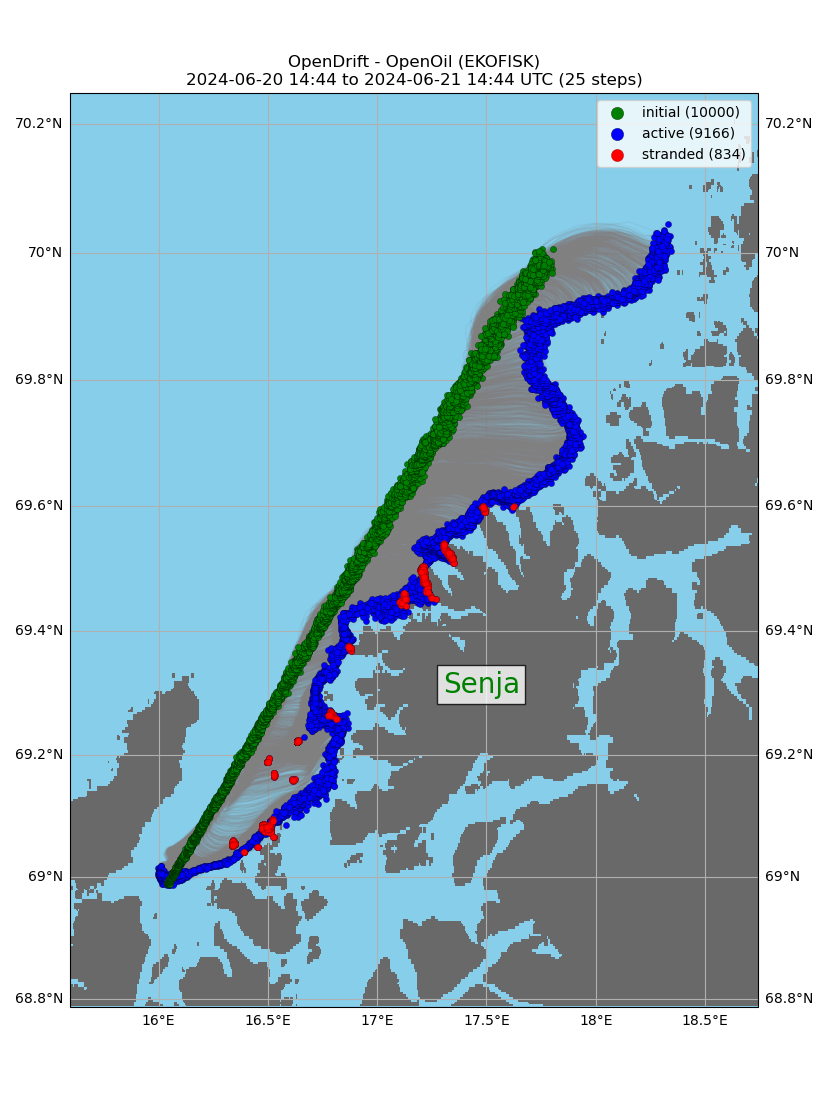 OpenDrift - OpenOil (EKOFISK)
2024-06-20 14:44 to 2024-06-21 14:44 UTC (25 steps)
initial (10000)
active (9166)
stranded (834)
70.2°N 70.2°N
70°N 70°N
69.8°N 69.8°N
69.6°N 69.6°N
69.4°N 69.4°N
Senja
69.2°N 69.2°N
69°N 69°N
68.8°N 68.8°N
16°E 16.5°E 17°E 17.5°E 18°E 18.5°E